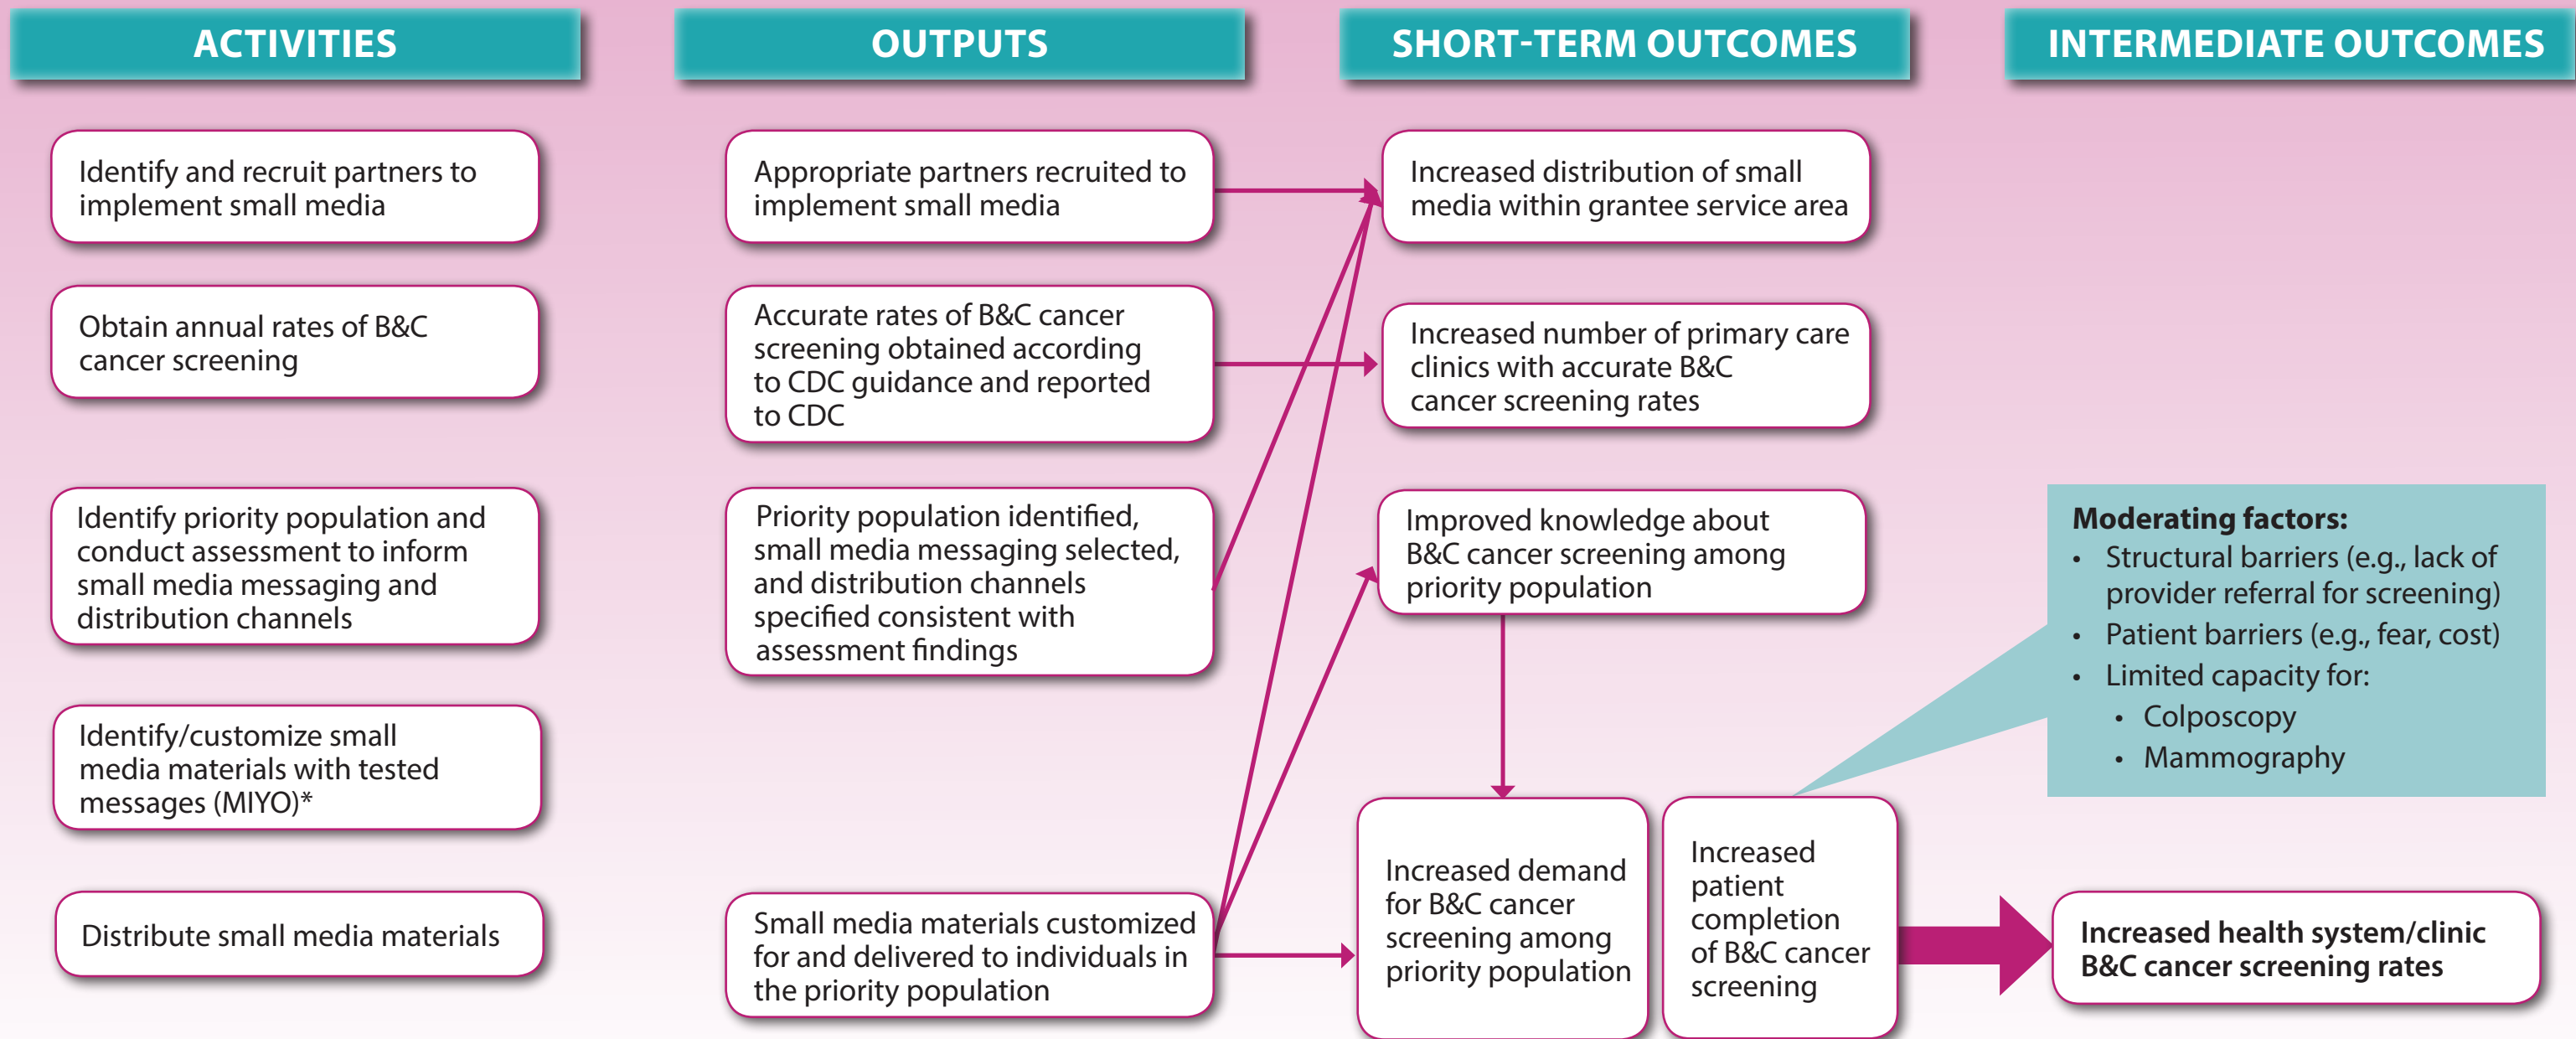 ACTIVITIES
Identify and recruit partners to
implement small media
Obtain annual rates of B&C
cancer screening
Identify priority population and
conduct assessment to inform
small media messaging and
distribution channels
Identify/customize small
media materials with tested
messages (MIYO)*
Distribute small media materials
OUTPUTS
Appropriate partners recruited to
implement small media
Accurate rates of B&C cancer
screening obtained according
to CDC guidance and reported
to CDC
Priority population identified,
small media messaging selected,
and distribution channels
specified consistent with
assessment findings
Small media materials customized
for and delivered to individuals in
the priority population
SHORT-TERM OUTCOMES
Increased distribution of small
media within grantee service area
Increased number of primary care
clinics with accurate B&C
cancer screening rates
Improved knowledge about
B&C cancer screening among
priority population
Increased demand
for B&C cancer
screening among
priority population
Increased
patient
completion
of B&C cancer
screening
INTERMEDIATE OUTCOMES
Moderating factors:
• Structural barriers (e.g., lack of
provider referral for screening)
• Patient barriers (e.g., fear, cost)
• Limited capacity for:
• Colposcopy
• Mammography
Increased health system/clinic
B&C cancer screening rates